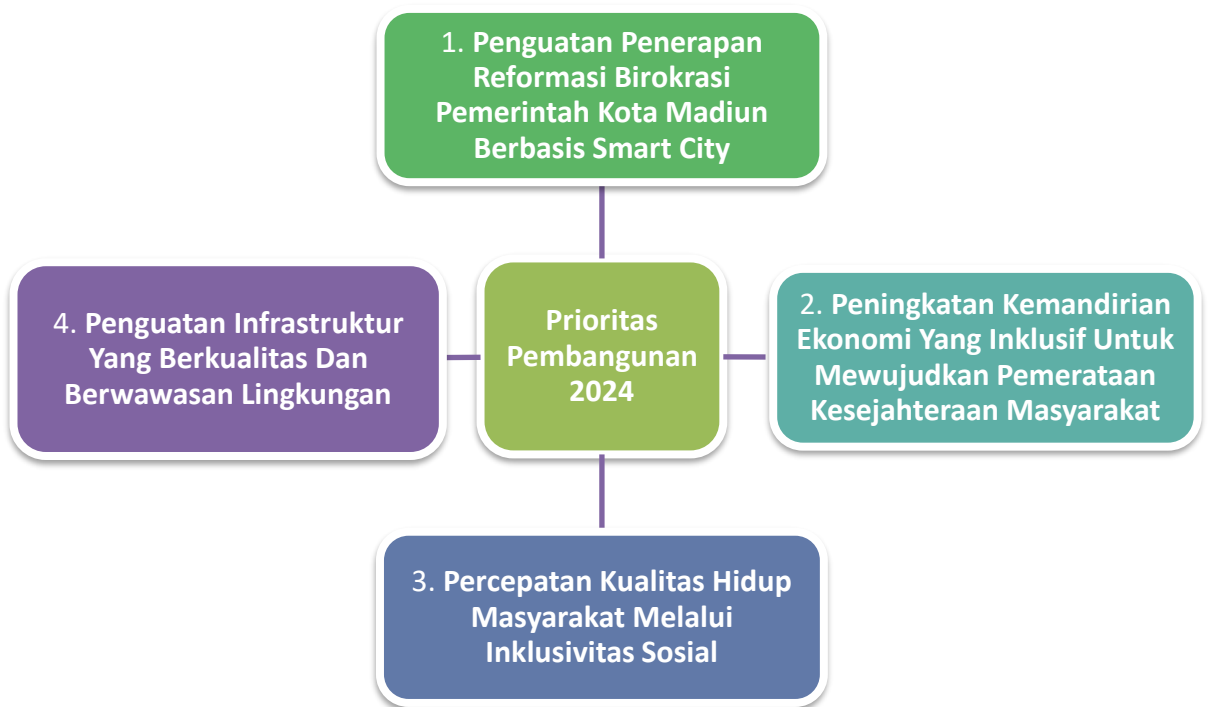 1. Penguatan Penerapan
Reformasi Birokrasi
Pemerintah Kota Madiun
Berbasis Smart City
4. Penguatan Infrastruktur
Yang Berkualitas Dan
Berwawasan Lingkungan
Prioritas
Pembangunan
2024
2. Peningkatan Kemandirian
Ekonomi Yang Inklusif Untuk
Mewujudkan Pemerataan
Kesejahteraan Masyarakat
3. Percepatan Kualitas Hidup
Masyarakat Melalui
Inklusivitas Sosial